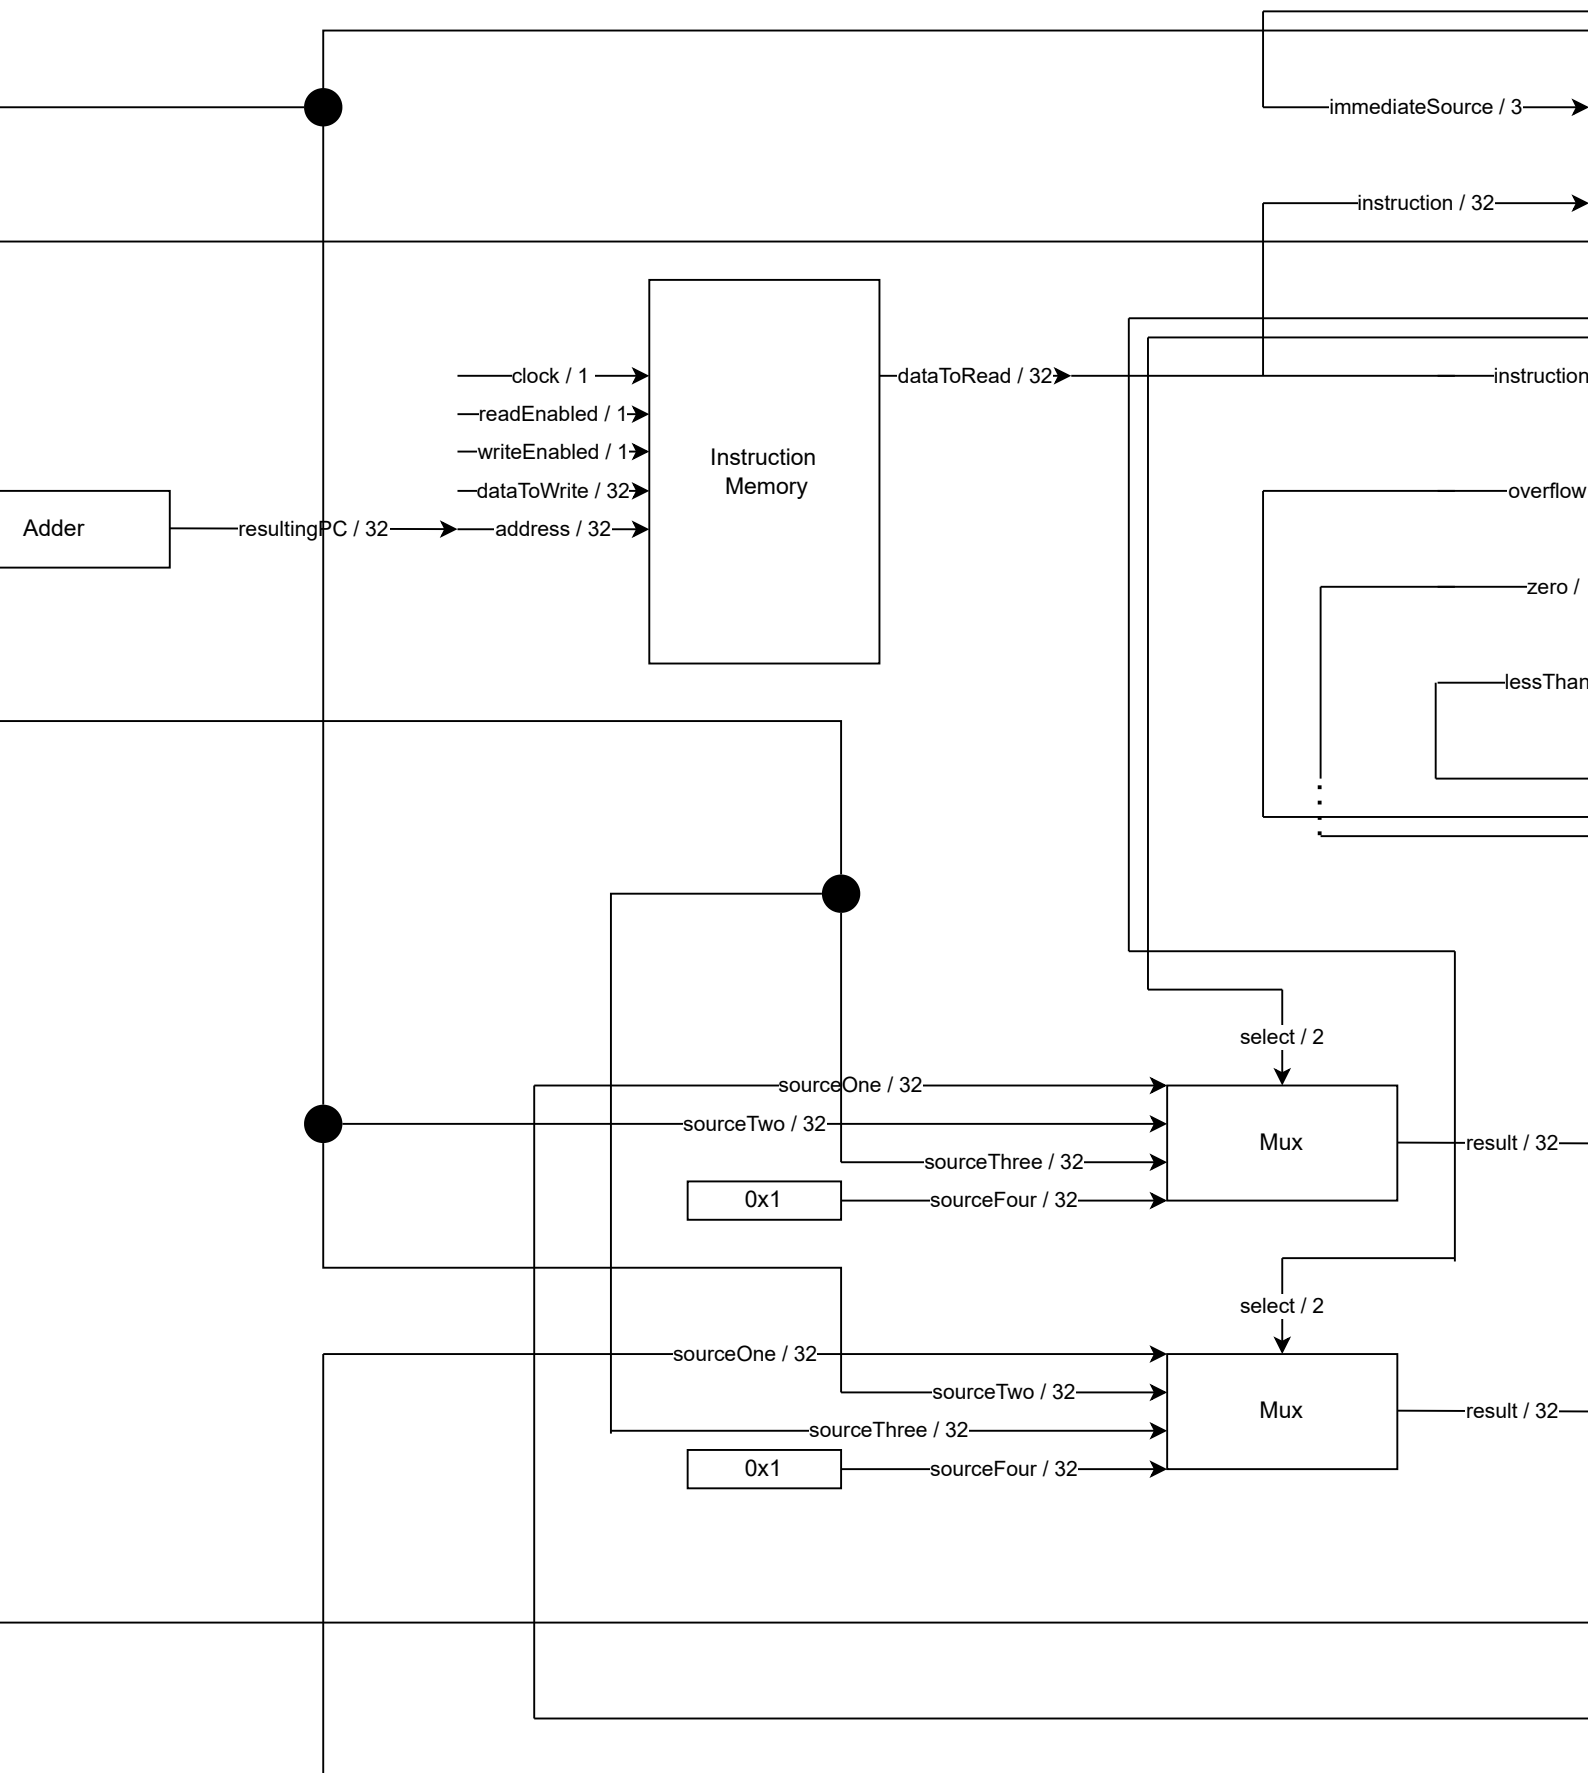 immediateSource / 3
instruction / 32
clock / 1
readEnabled / 1
writeEnabled / 1
dataToWrite / 32
address / 32
Instruction
Memory
dataToRead / 32
instruction
Adder
resultingPC / 32
overflow
zero /
lessThan
select / 2
sourceOne / 32
sourceTwo / 32
sourceThree / 32
0x1
sourceFour / 32
Mux
result / 32
select / 2
sourceOne / 32
sourceTwo / 32
sourceThree / 32
0x1
sourceFour / 32
Mux
result / 32